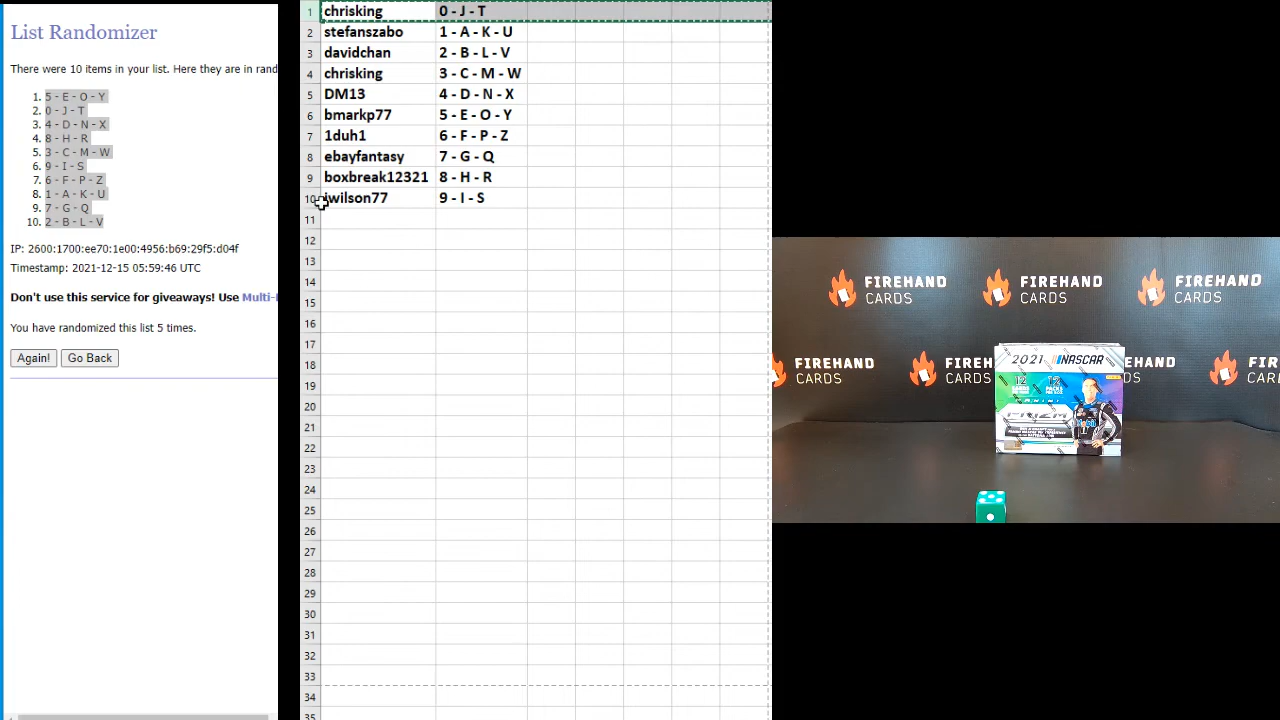 List Randomizer
There were 10 items in your list. Here they are in rand
1. 5 - E - O - Y
2. 0 - J - T
3. 4 - D - N - X
4. 8 - H - R
5. 3 - C - M - W
6. 9 - I - S
7. 6 - F - P - Z
8. 1 - A - K - U
9. 7 - G - Q
10. 2 - B - L - V
IP: 2600:1700:ee70:1e00:4956:b69:29f5:d04f
Timestamp: 2021-12-15 05:59:46 UTC
Don't use this service for giveaways! Use Multi-
You have randomized this list 5 times.
Again! Go Back
1 chrisking 0 - J - T
2 stefanszabo 1 - A - K - U
3 davidchan 2 - B - L - V
4 chrisking 3 - C - M - W
5 DM13 4 - D - N - X
6 bmarkp77 5 - E - O - Y
7 1duh1 6 - F - P - Z
8 ebayfantasy 7 - G - Q
9 boxbreak12321 8 - H - R
10 jwilson77 9 - I - S
11
12
13
14
15
16
17
18
19
20
21
22
23
24
25
26
27
28
29
30
31
32
33
34
35
FIREHAND CARDS
FIREHAND CARDS
FIREHAND CARDS
FIREHAND CARDS
FIREH
RDS
FIR
CAR
2021 NASCAR
12 12
PRIZM